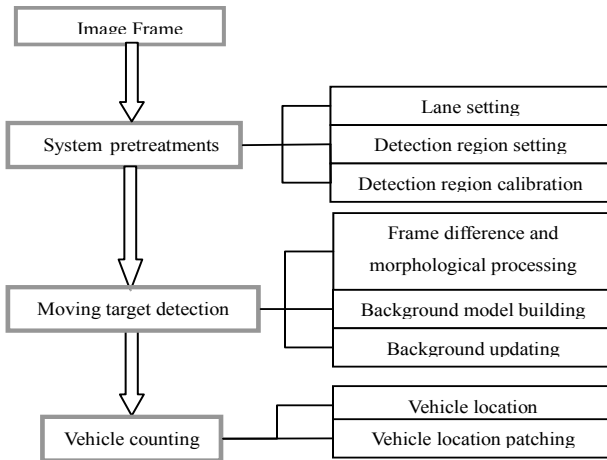 Image Frame
System pretreatments
Lane setting
Detection region setting
Detection region calibration
Moving target detection
Frame difference and
morphological processing
Background model building
Background updating
Vehicle counting
Vehicle location
Vehicle location patching